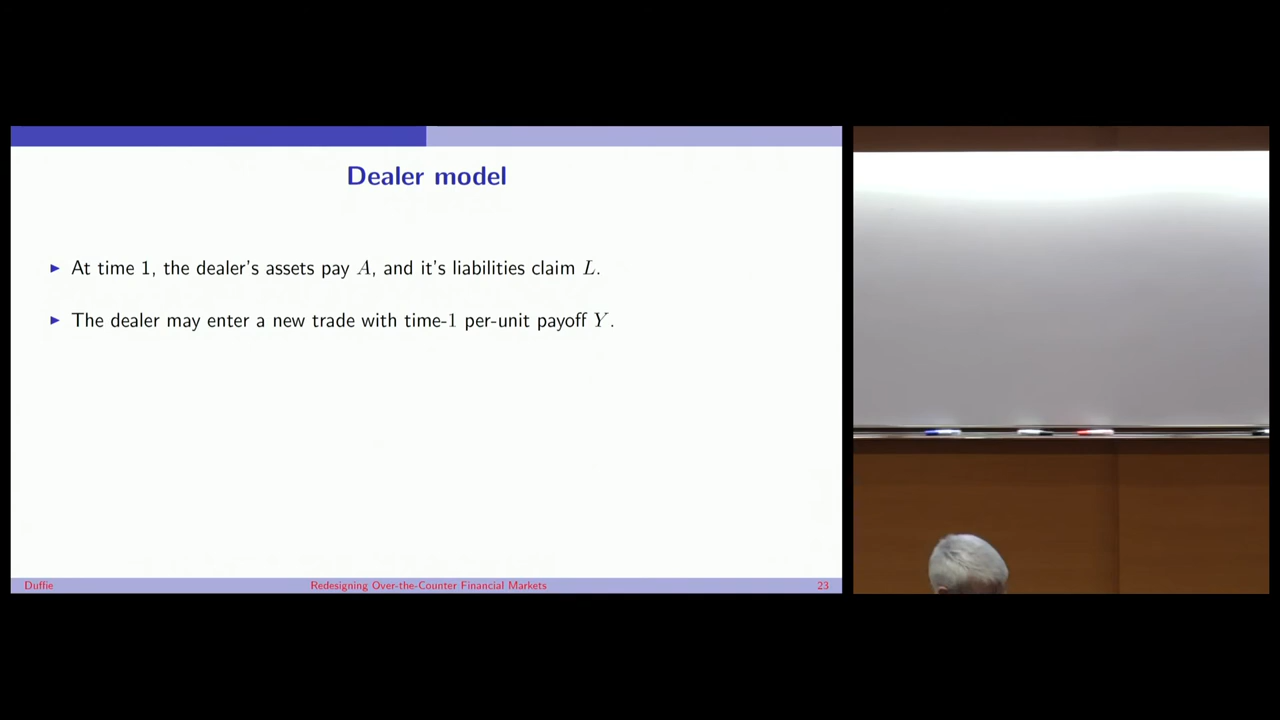 Dealer model
▶ At time 1, the dealer's assets pay A, and it's liabilities claim L.
▶ The dealer may enter a new trade with time-1 per-unit payoff Y.
Duffie Redesigning Over-the-Counter Financial Markets 23